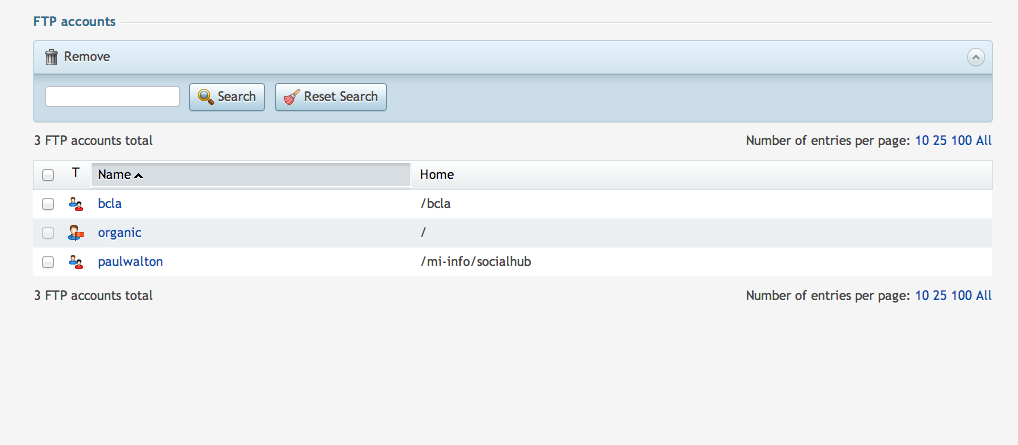 FTP accounts
Remove
Search Reset Search
3 FTP accounts total Number of entries per page: 10 25 100 All
T Name Home
bcla /bcla
organic /
paulwalton /mi-info/socialhub
3 FTP accounts total Number of entries per page: 10 25 100 All